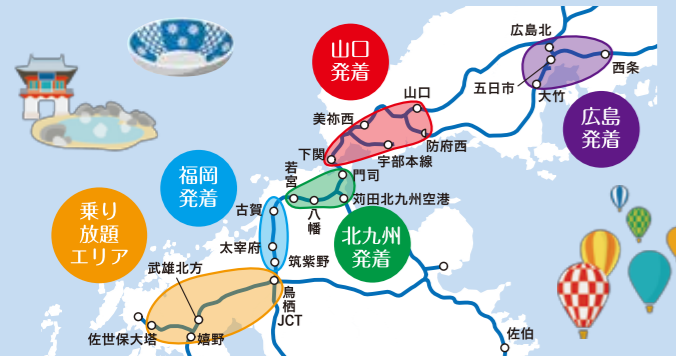 山口
発着
広島北
西条
五日市
大竹
広島
発着
山口
美祢西
防府西
宇部本線
下関
門司
若宮
八幡
苅田北九州空港
北九州
発着
福岡
発着
古賀
太宰府
筑紫野
乗り
放題
エリア
武雄北方
鳥栖
JCT
佐世保大塔
嬉野
佐伯